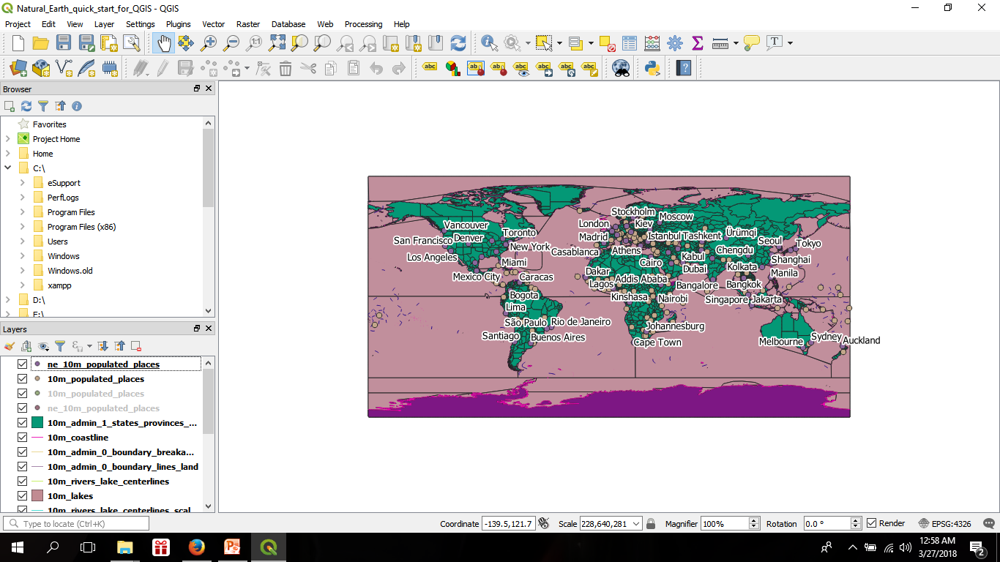 Natural_Earth_quick_start_for_QGIS - QGIS
Project Edit View Layer Settings Plugins Vector Raster Database Web Processing Help
Browser
Favorites
Project Home
Home
C:\
eSupport
PerfLogs
Program Files
Program Files (x86)
Users
Windows
Windows.old
xampp
D:\
E:\
Layers
ne_10m_populated_places
10m_populated_places
10m_populated_places
ne_10m_populated_places
10m_admin_1_states_provinces_...
10m_coastline
10m_admin_0_boundary_breaka...
10m_admin_0_boundary_lines_land
10m_rivers_lake_centerlines
10m_lakes
10m_rivers_lake_centerlines_scal
Stockholm
London Kiev Moscow
Vancouver
Toronto
San Francisco Denver
New York
Madrid Istanbul Tashkent Ürümqi
Seoul Tokyo
Casablanca Athens Chengdu
Los Angeles
Miami
Cairo Kabul Shanghai
Dubai Kolkata
Mexico City Caracas
Dakar Manila
Lagos Addis Ababa Bangalore Bangkok
Bogota
Kinshasa Nairobi Singapore Jakarta
Lima
São Paulo Rio de Janeiro
Johannesburg
Santiago Buenos Aires
Cape Town
Melbourne Sydney Auckland
Type to locate (Ctrl+K)
Coordinate -139.5,121.7 Scale 228,640,281 Magnifier 100% Rotation 0.0 ° Render EPSG:4326
12:58 AM
3/27/2018
2